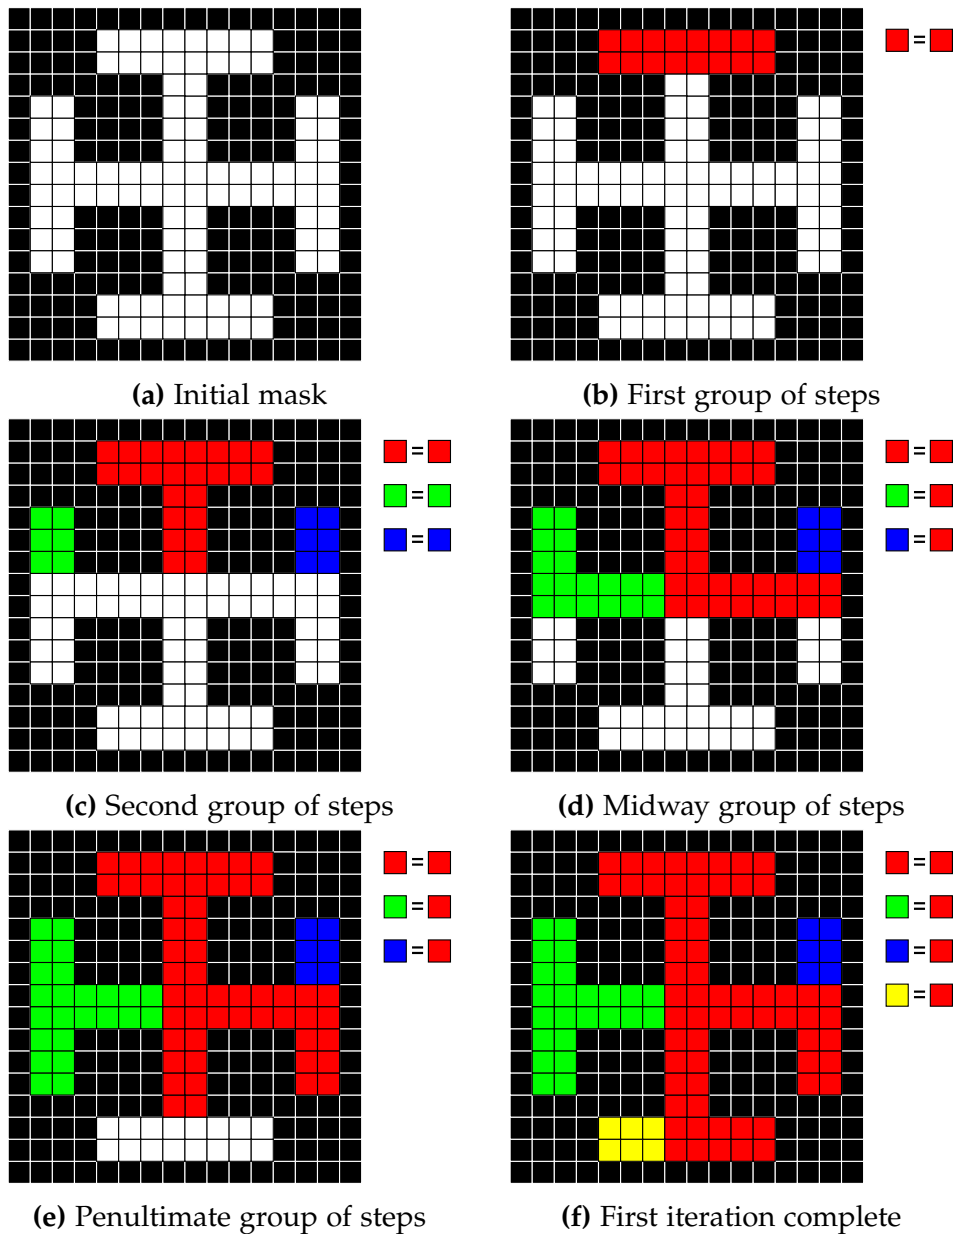 =
(a) Initial mask
(b) First group of steps
=
=
=
=
=
=
(c) Second group of steps
(d) Midway group of steps
=
=
=
=
=
=
=
(e) Penultimate group of steps
(f) First iteration complete